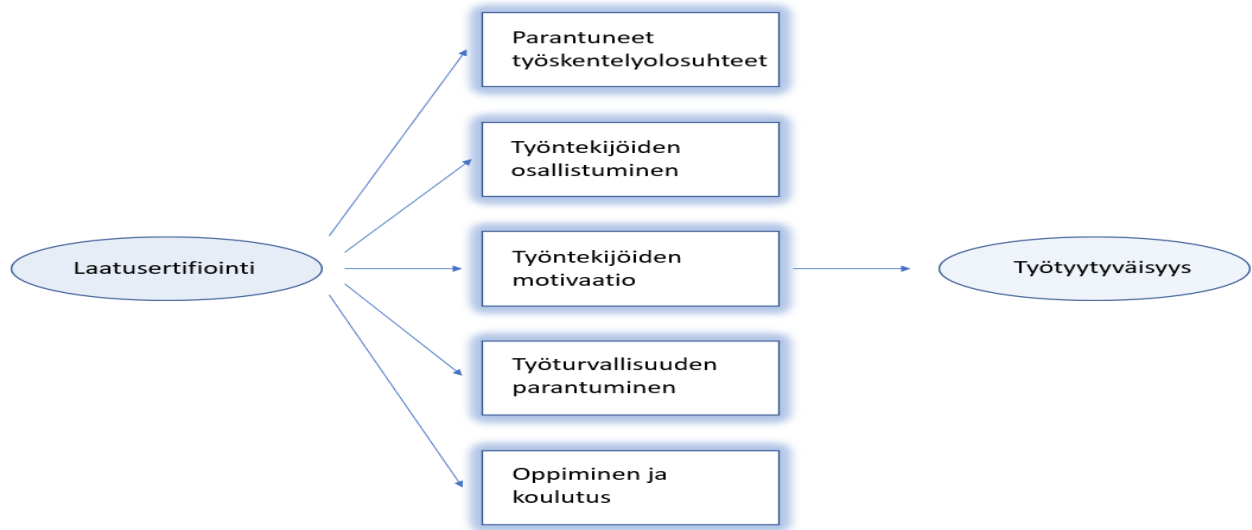 Parantuneet
työskentelyolosuhteet
Työntekijöiden
osallistuminen
Laatusertifiointi
Työntekijöiden
motivaatio
Työtyytyväisyys
Työturvallisuuden
parantuminen
Oppiminen ja
koulutus